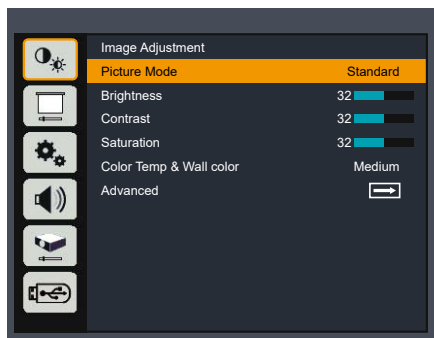 Image Adjustment
Picture Mode Standard
Brightness 32
Contrast 32
Saturation 32
Color Temp & Wall color Medium
Advanced